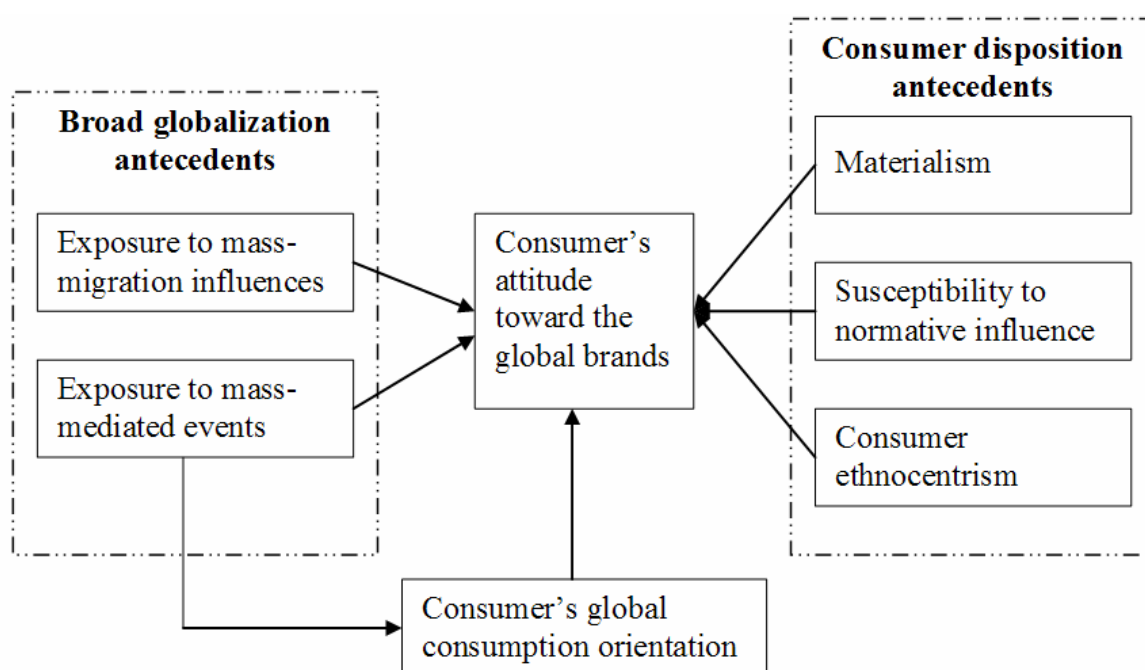 Broad globalization
antecedents
Exposure to mass-
migration influences
Exposure to mass-
mediated events
Consumer’s
attitude
toward the
global brands
Consumer’s global
consumption orientation
Consumer disposition
antecedents
Materialism
Susceptibility to
normative influence
Consumer
ethnocentrism